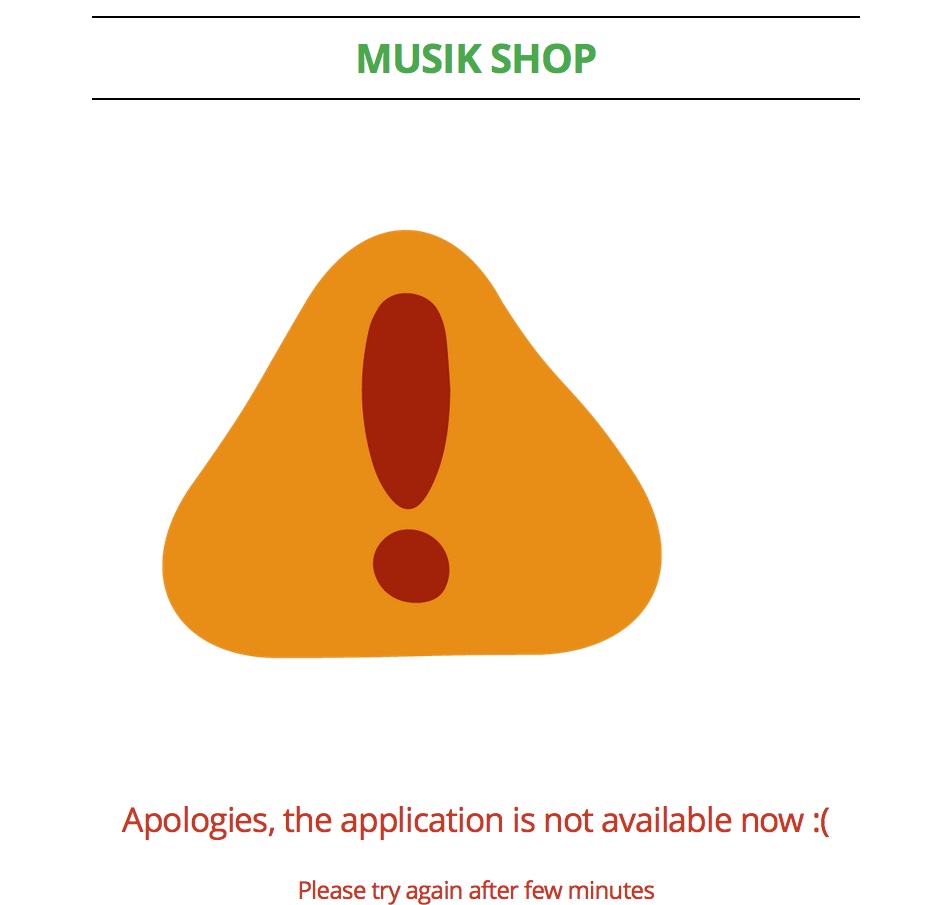 MUSIK SHOP
Apologies, the application is not available now :(
Please try again after few minutes